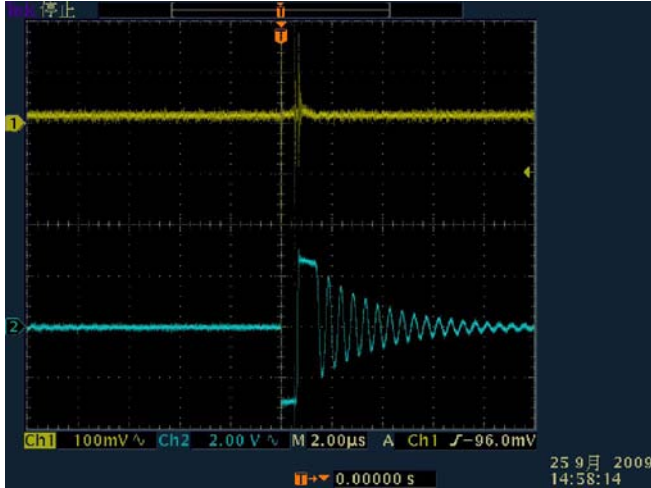 Tek 停止
T
T
1
2
Ch1 100mV∿ Ch2 2.00 V∿ M 2.00μs A Ch1 ʃ -96.0mV
25 9月 2009
T→▼ 0.00000 s
14:58:14